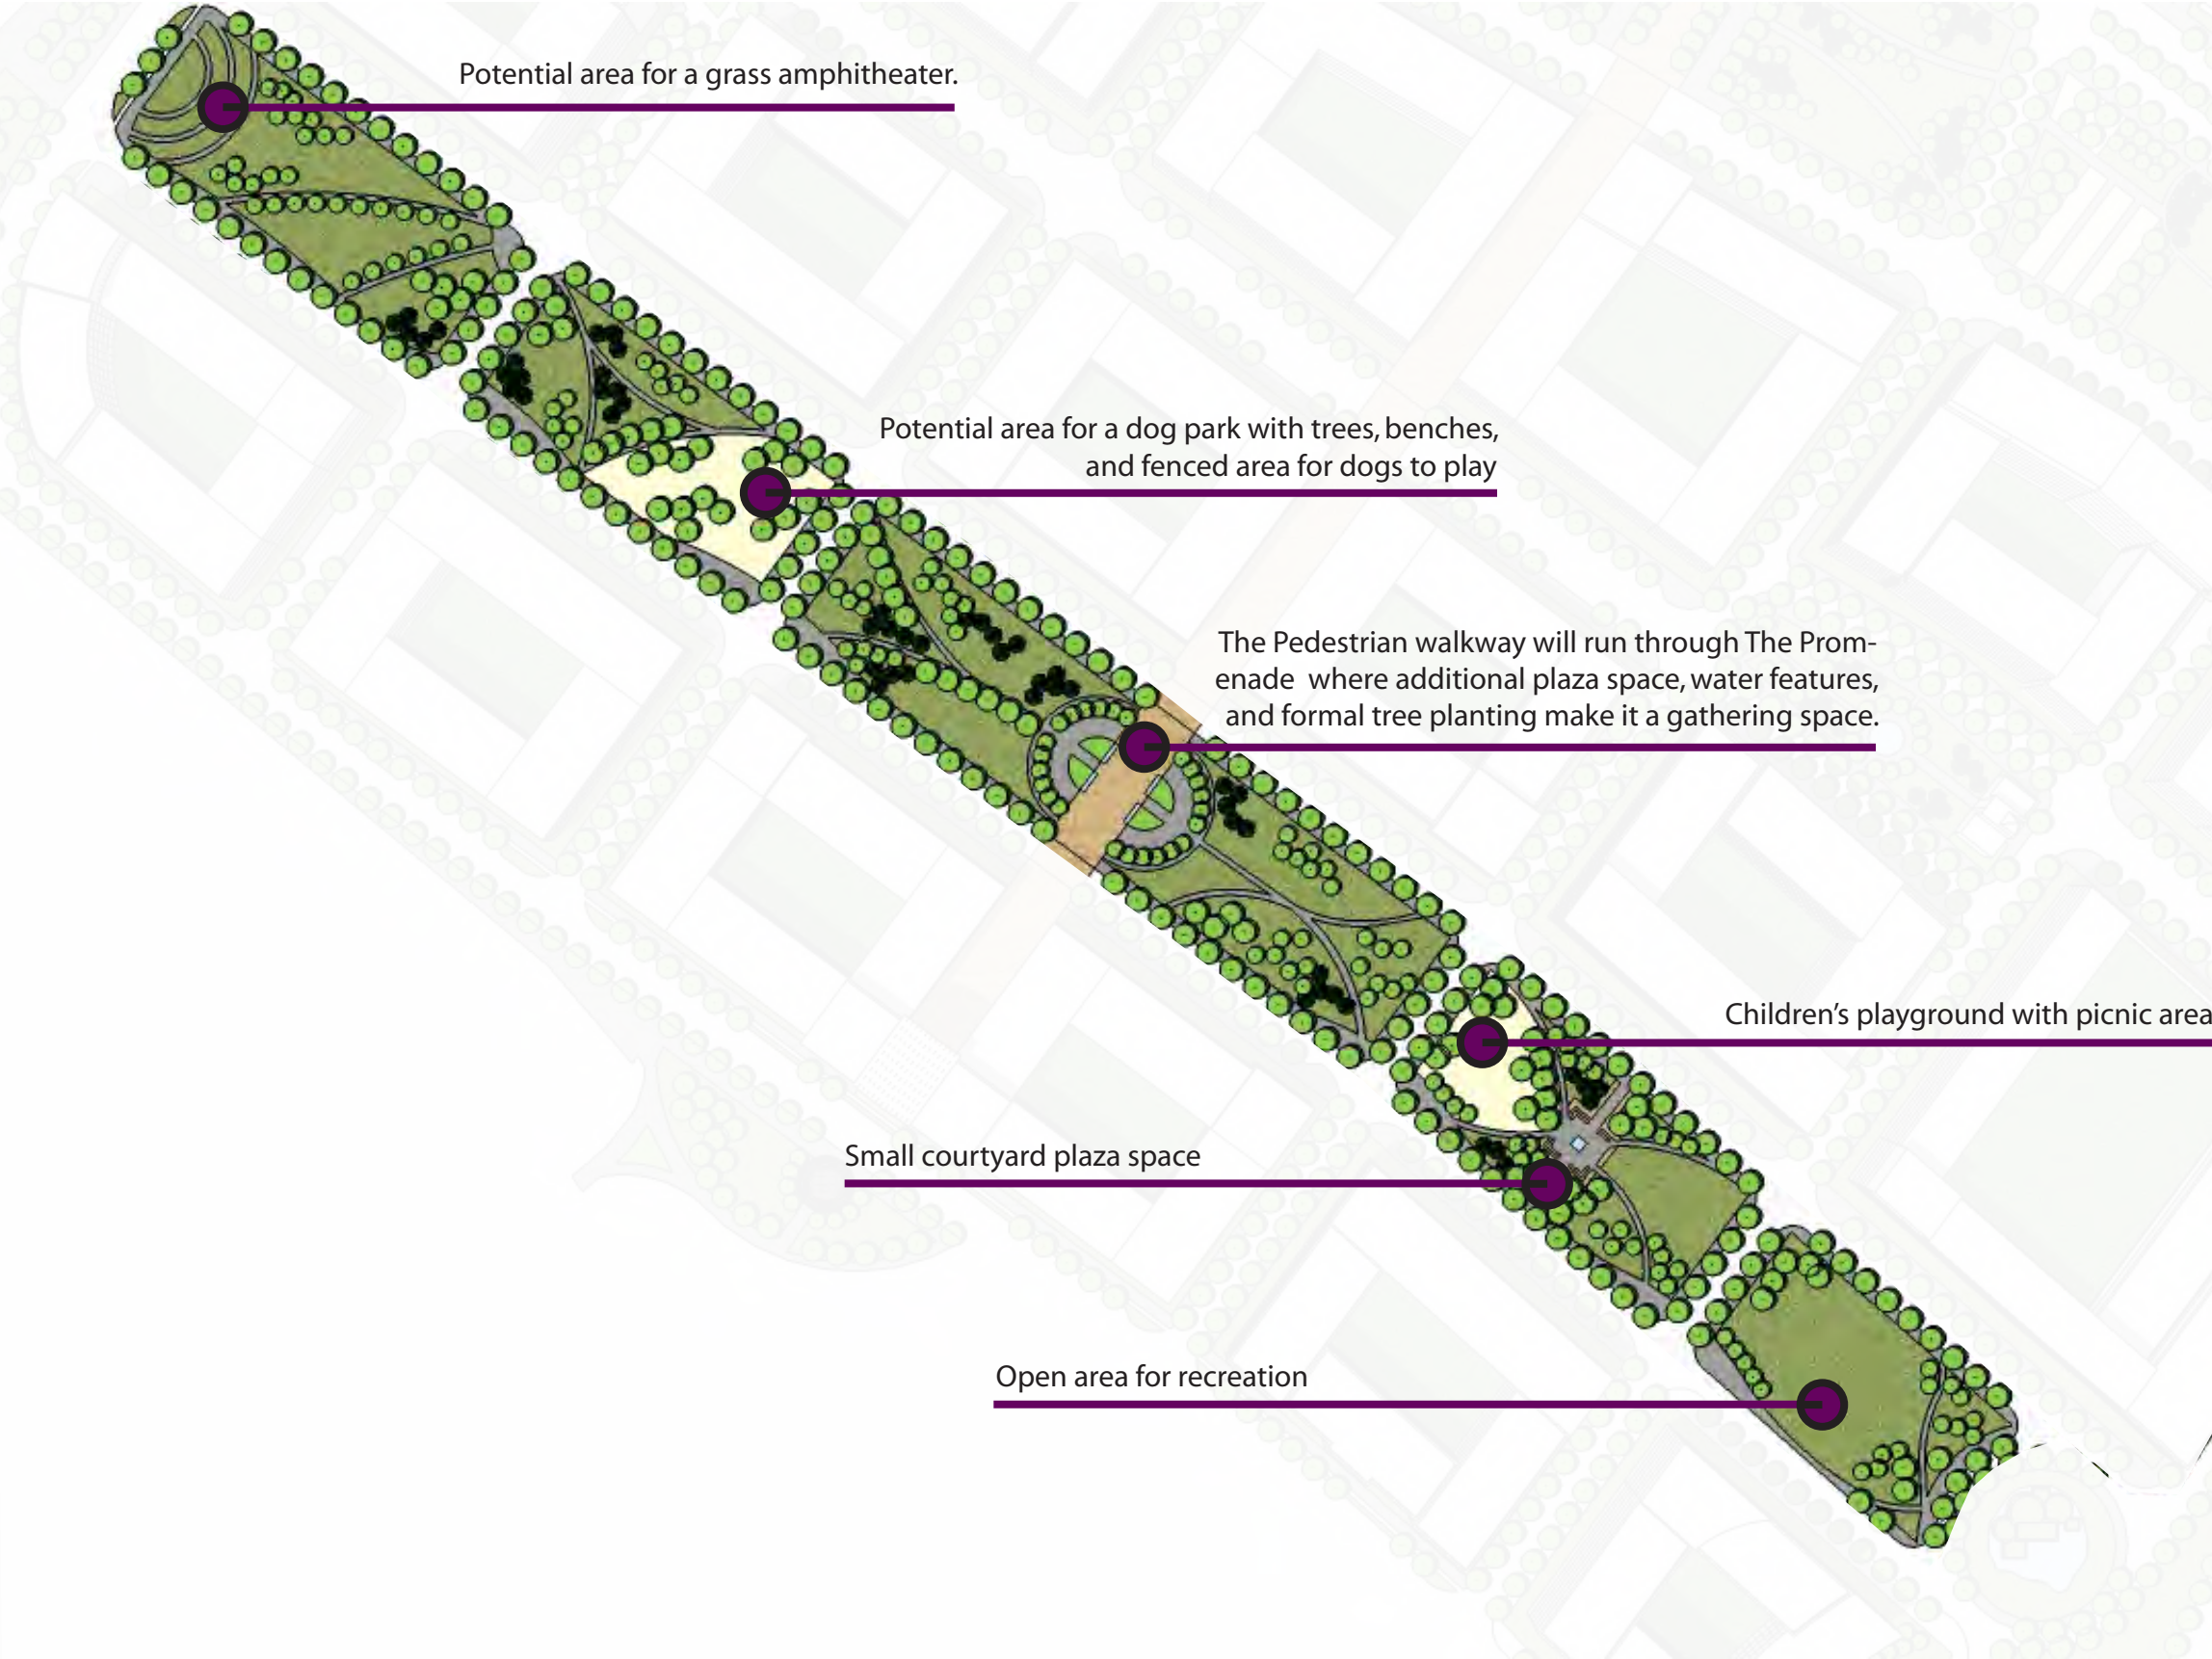 Potential area for a grass amphitheater.
Potential area for a dog park with trees, benches,
and fenced area for dogs to play
The Pedestrian walkway will run through The Prom-
enade where additional plaza space, water features,
and formal tree planting make it a gathering space.
Children’s playground with picnic area
Small courtyard plaza space
Open area for recreation